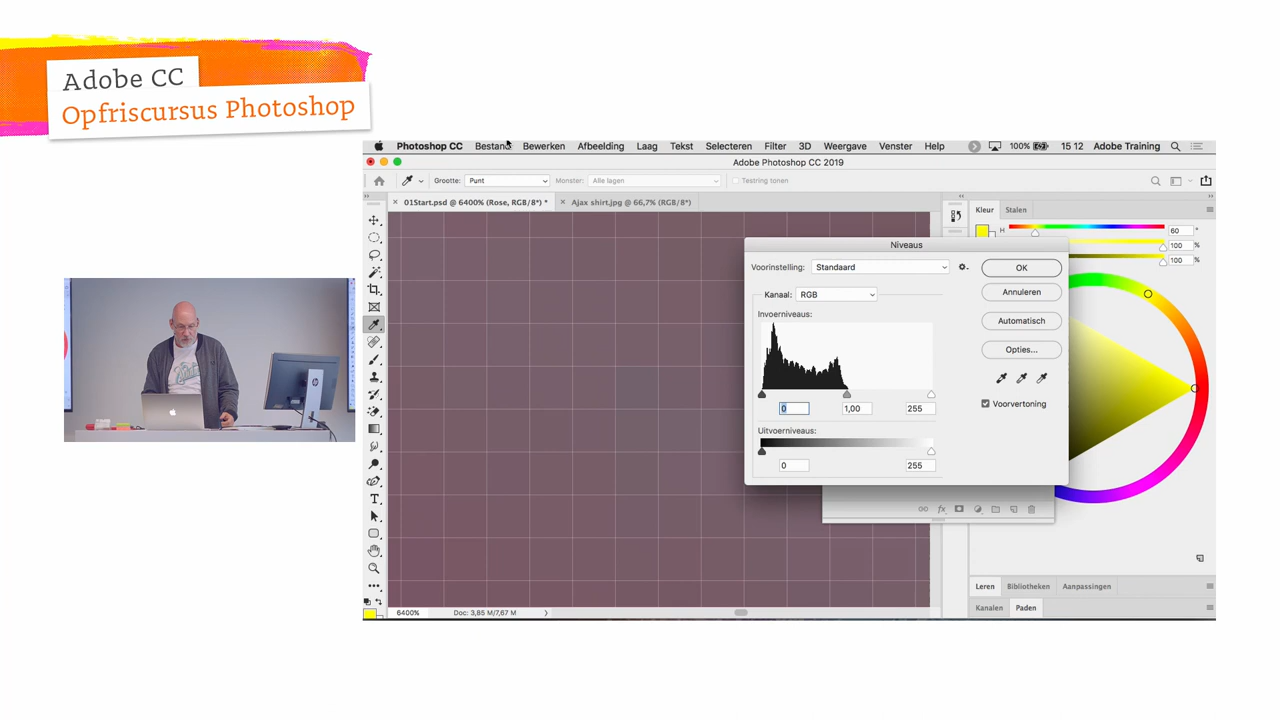 Adobe CC
Opfriscursus Photoshop
Photoshop CC Bestand Bewerken Afbeelding Laag Tekst Selecteren Filter 3D Weergave Venster Help 100% 15 12 Adobe Training
Adobe Photoshop CC 2019
Grootte: Punt Monster: Alle lagen Testring tonen
× 01Start.psd @ 6400% (Rose, RGB/8*) * × Ajax shirt.jpg @ 66,7% (RGB/8*)
Kleur Stalen
H 60 °
100 %
100 %
Niveaus
Voorinstelling: Standaard
OK
Kanaal: RGB
Annuleren
Invoerniveaus:
Automatisch
Opties...
0 1,00 255
Voorvertoning
Uitvoerniveaus:
0 255
fx
Leren Bibliotheken Aanpassingen
Kanalen Paden
6400% Doc: 3,85 M/7,67 M